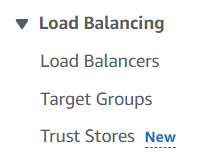 Load Balancing
Load Balancers
Target Groups
Trust Stores New